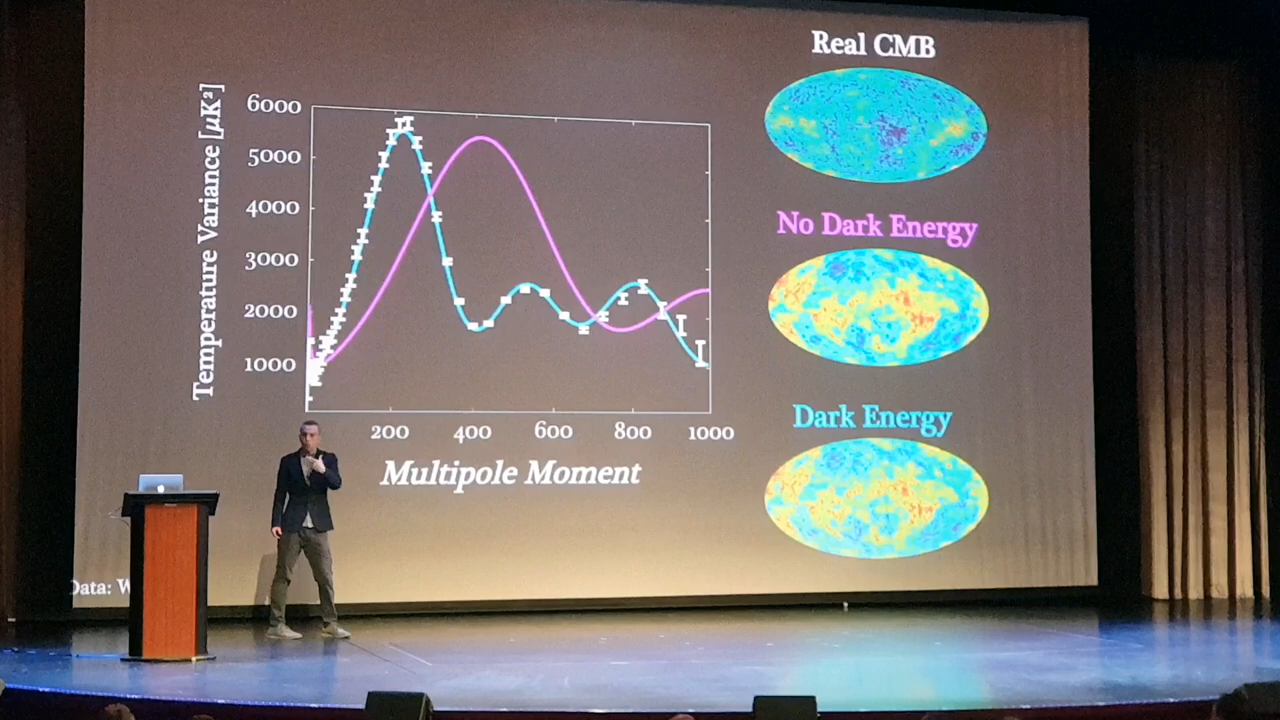 Real CMB
Temperature Variance [μK²]
6000
5000
4000
3000
2000
1000
200 400 600 800 1000
Multipole Moment
No Dark Energy
Dark Energy
Data: W